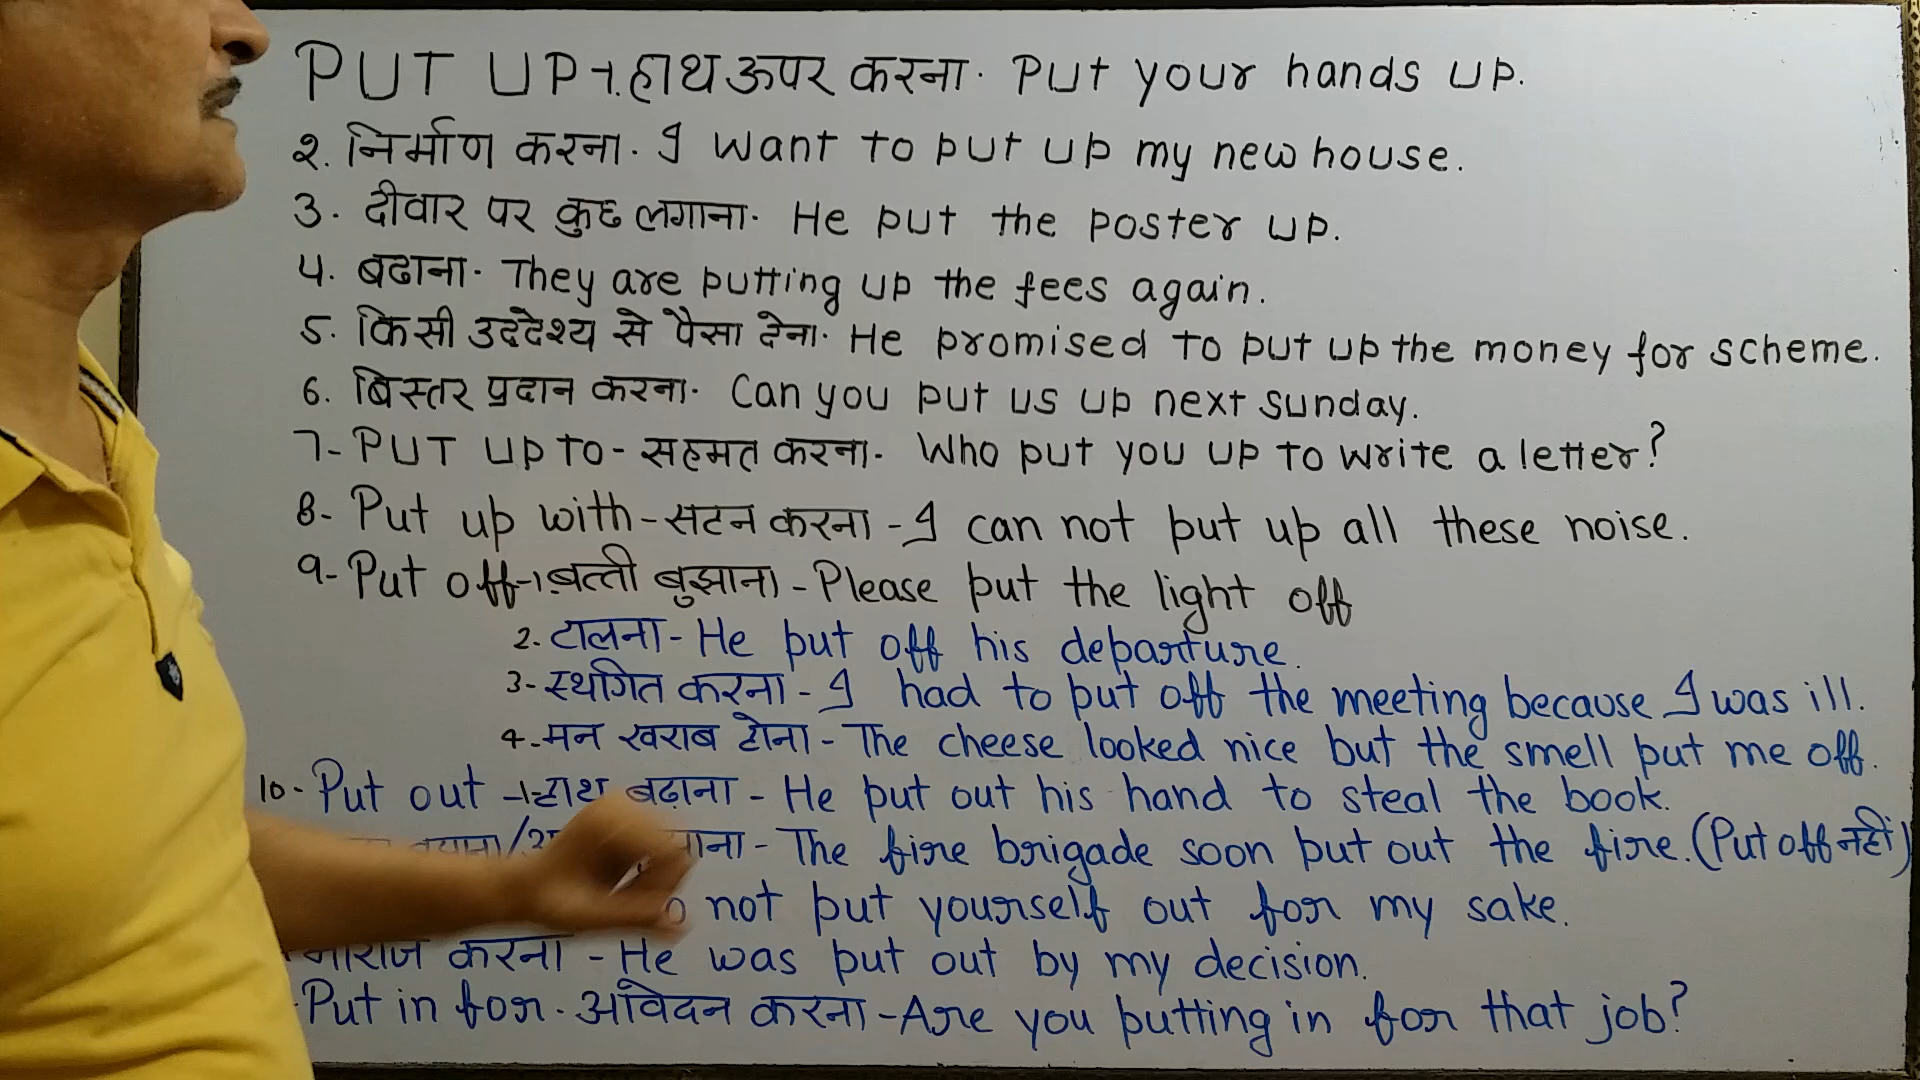 PUT UP → 1. हाथ ऊपर करना. Put your hands up.
2. निर्माण करना. I want to put up my new house.
3. दीवार पर कुछ लगाना. He put the poster up.
4. बढाना. They are putting up the fees again.
5. किसी उददेश्य से पैसा देना. He promised to put up the money for scheme.
6. बिस्तर प्रदान करना. Can you put us up next sunday.
7- PUT UP TO - सहमत करना. Who put you up to write a letter?
8- Put up with - सहन करना - I can not put up all these noise.
9- Put off → 1. बत्ती बुझाना - Please put the light off
2. टालना - He put off his departure.
3- स्थगित करना - I had to put off the meeting because I was ill.
4. -मन खराब होना - The cheese looked nice but the smell put me off.
10- Put out → 1- हाथ बढ़ाना - He put out his hand to steal the book.
The fire brigade soon put out the fire. (Put off नहीं)
not put yourself out for my sake.
नाराज करना - He was put out by my decision.
Put in for. आवेदन करना - Are you putting in for that job?